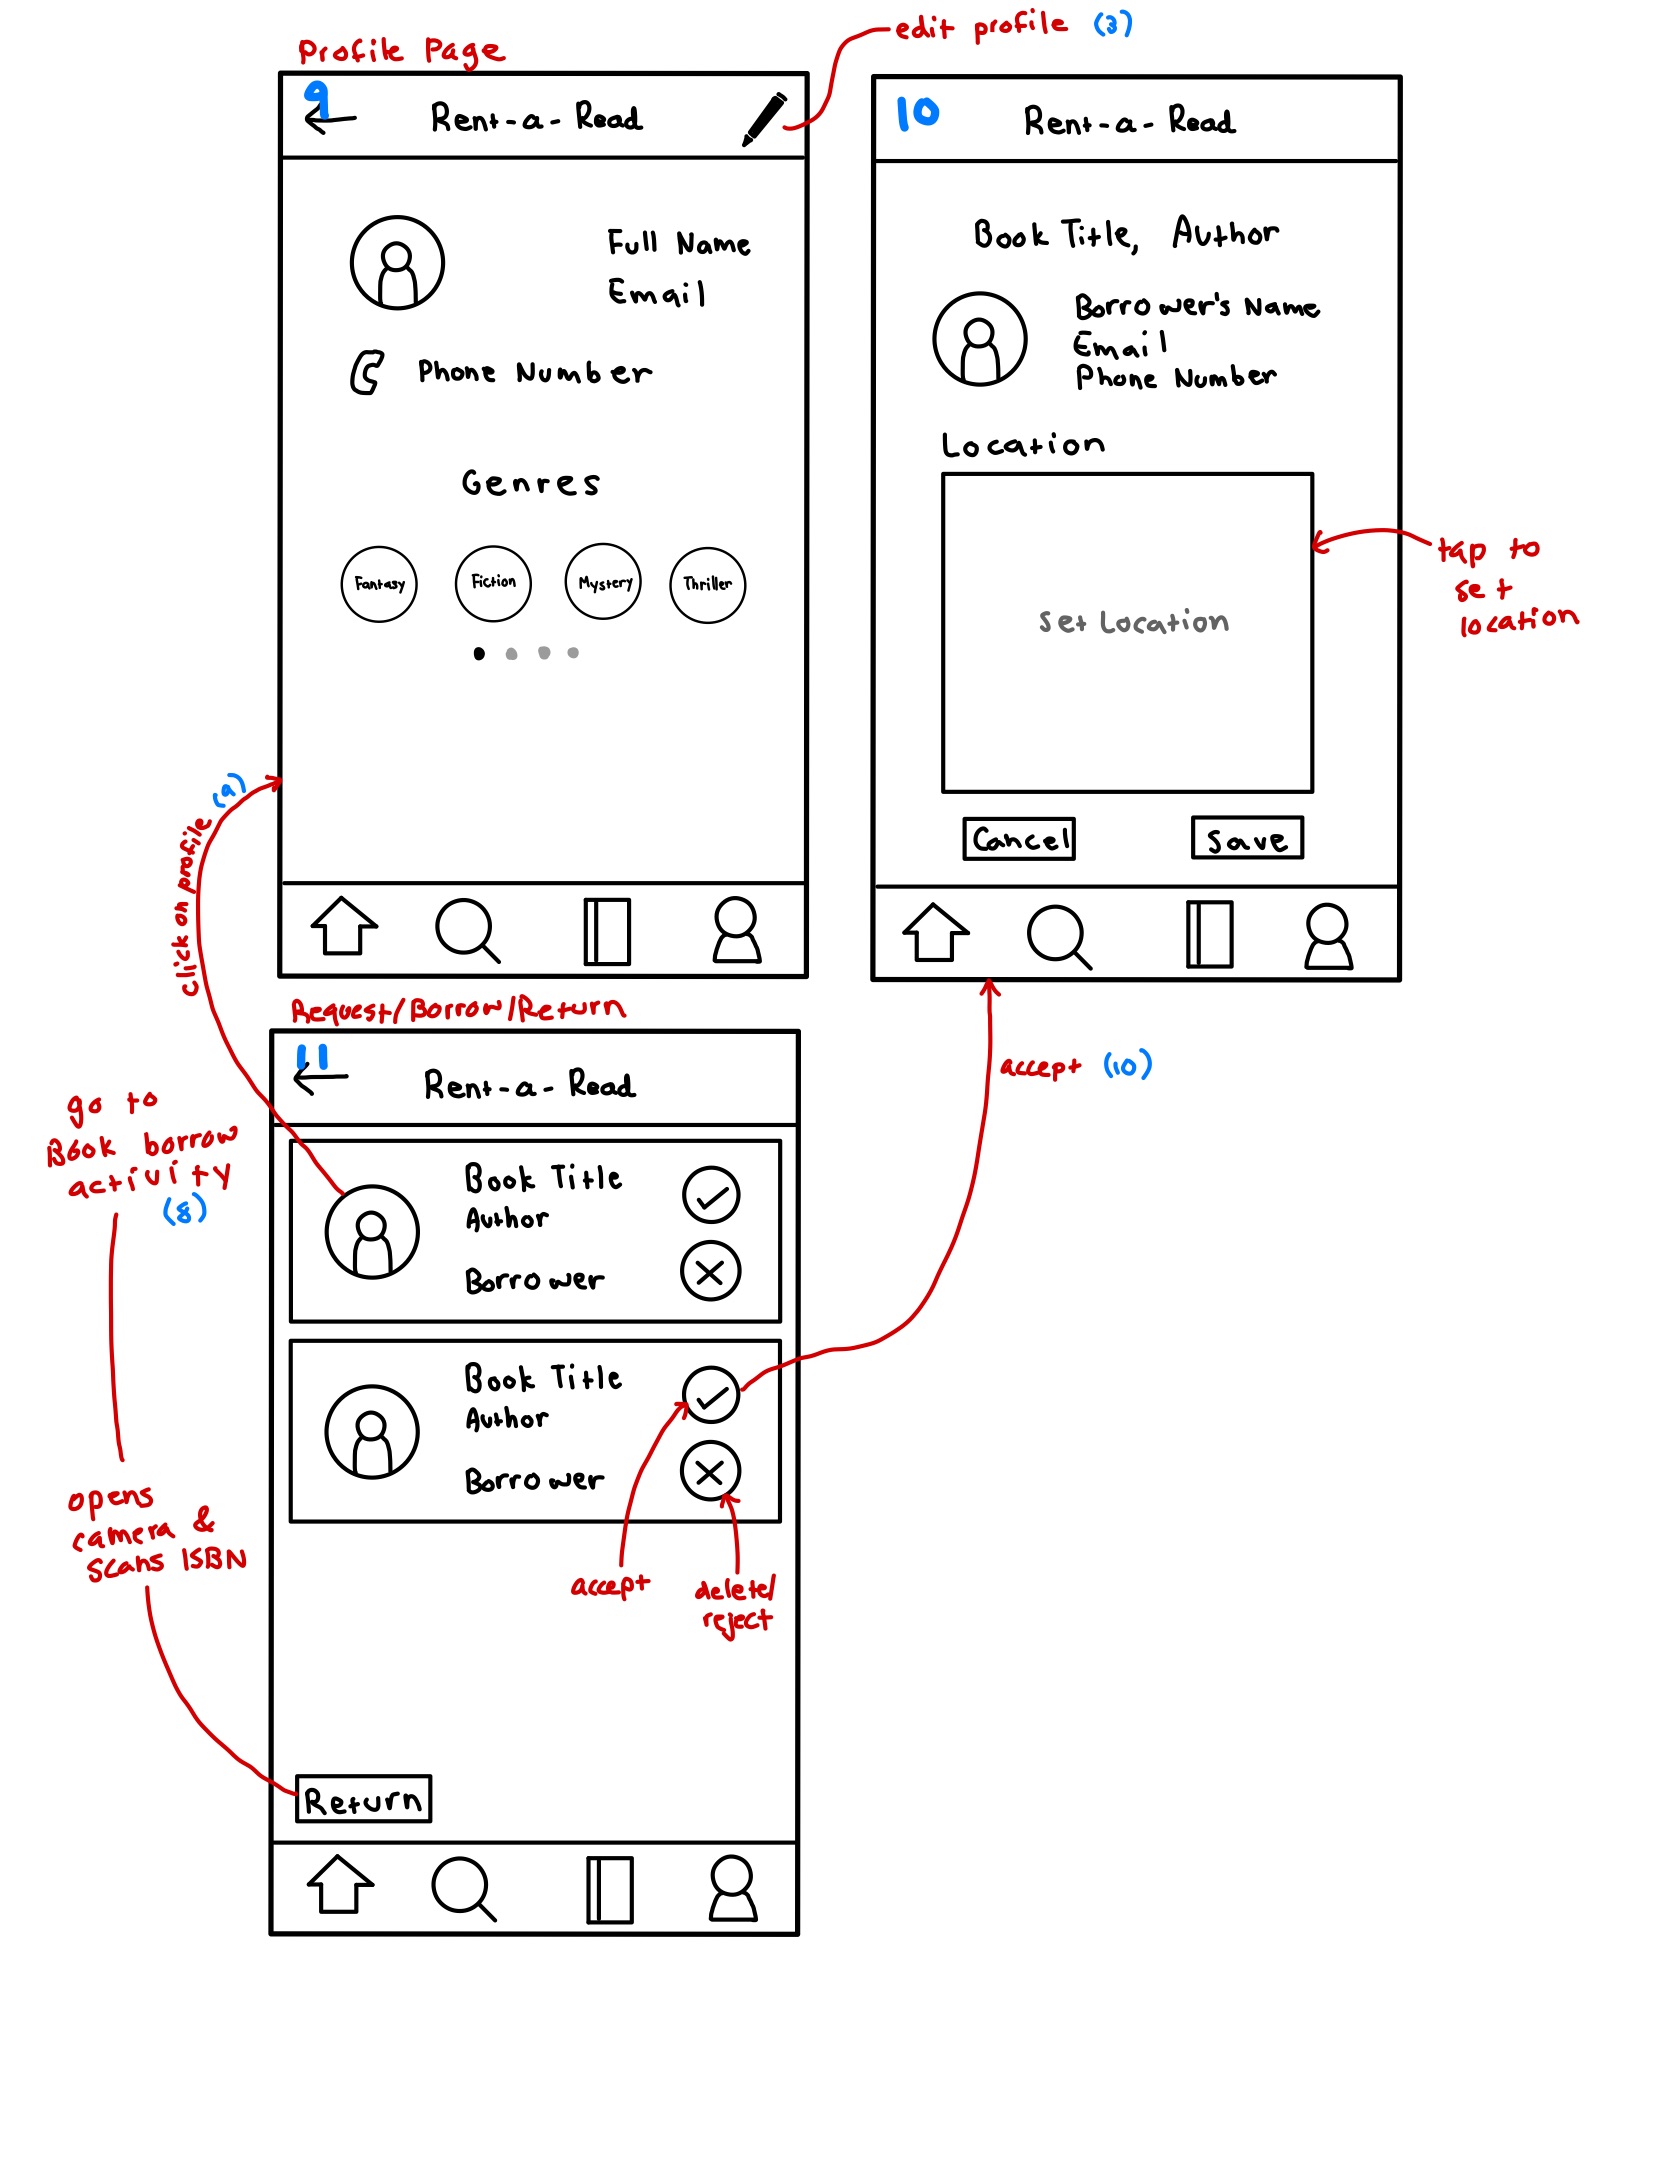 edit profile (3)
Profile Page
9
Rent-a-Read
Full Name
Email
Phone Number
Genres
Fantasy
Fiction
Mystery
Thriller
10
Rent-a-Read
Book Title, Author
Borrower's Name
Email
Phone Number
Location
Set Location
Cancel
Save
tap to
set
location
click on profile (9)
accept (10)
Request/Borrow/Return
11
Rent-a-Read
Book Title
Author
Borrower
Book Title
Author
Borrower
accept
delete/
reject
Return
go to
Book borrow
activity
(8)
opens
camera &
scans ISBN